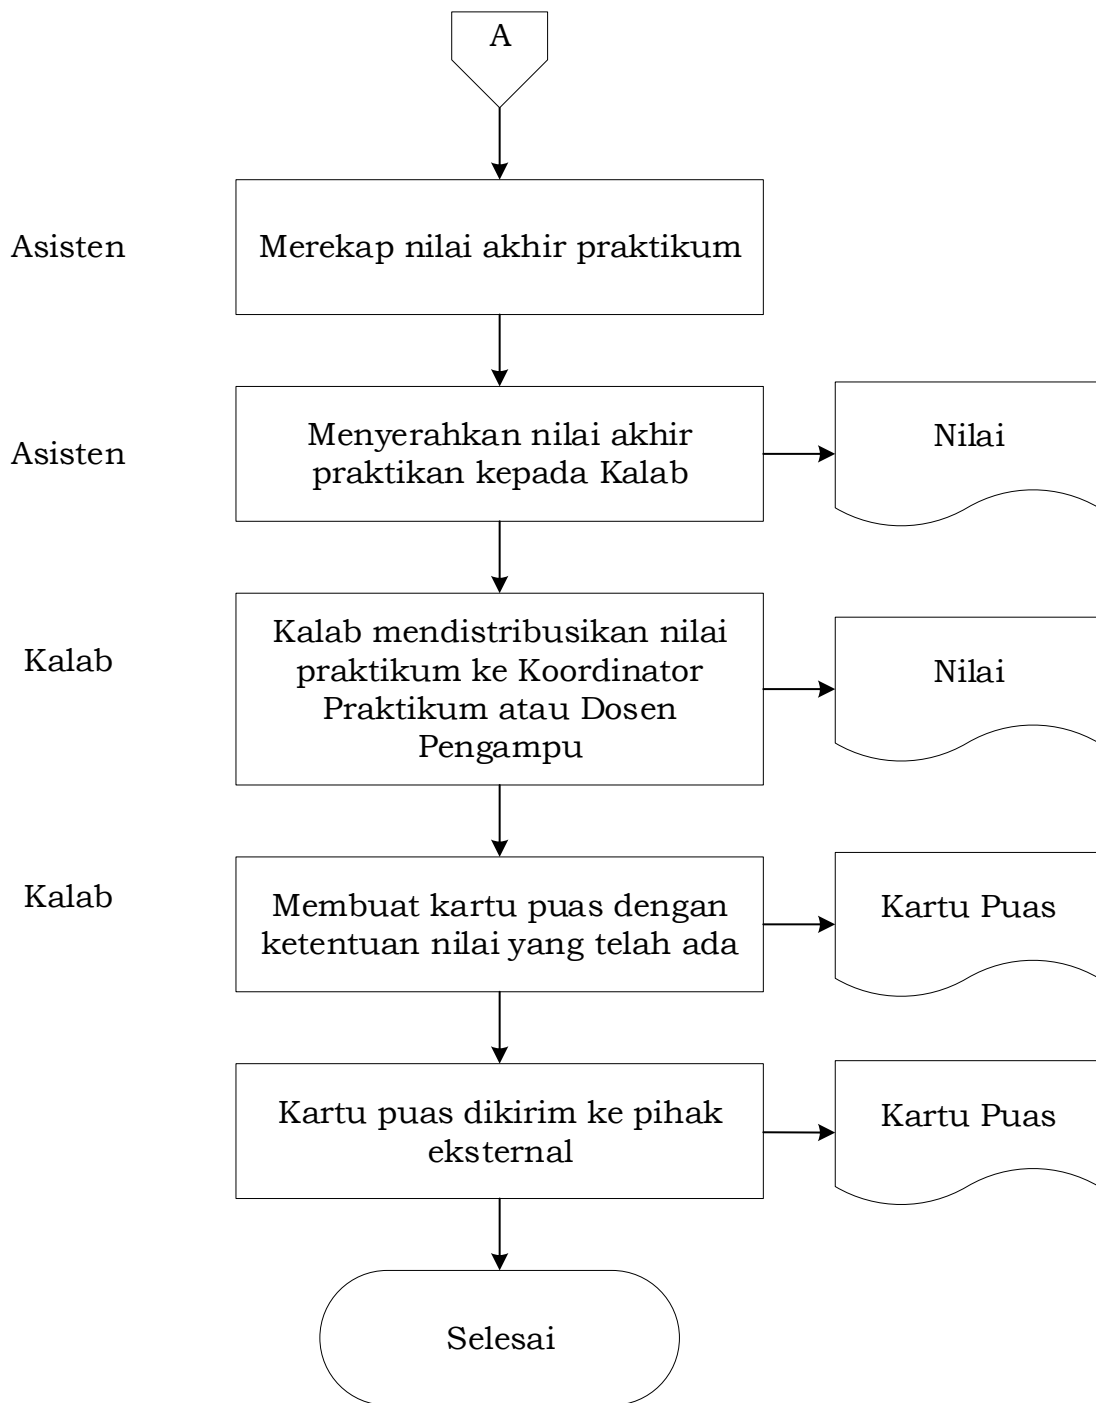 A
Asisten
Merekap nilai akhir praktikum
Asisten
Menyerahkan nilai akhir
praktikan kepada Kalab
Nilai
Kalab
Kalab mendistribusikan nilai
praktikum ke Koordinator
Praktikum atau Dosen
Pengampu
Nilai
Kalab
Membuat kartu puas dengan
ketentuan nilai yang telah ada
Kartu Puas
Kartu puas dikirim ke pihak
eksternal
Kartu Puas
Selesai